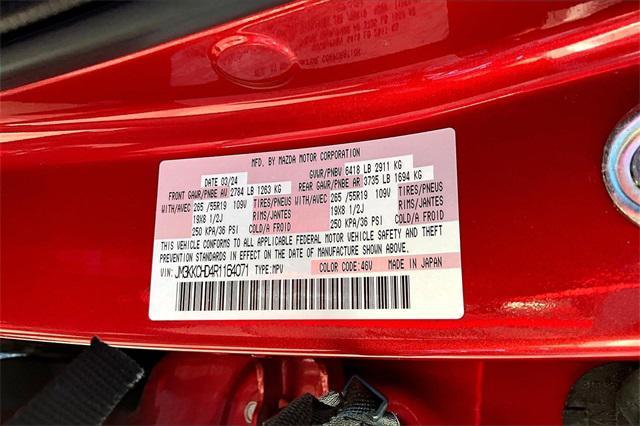 MFD. BY MAZDA MOTOR CORPORATION
DATE 03/24 GVWR/PNBV 6418 LB 2911 KG
FRONT GAWR/PNBE AV 2784 LB 1263 KG REAR GAWR/PNBE AR 3735 LB 1694 KG
WITH/AVEC 265 /55R19 109V TIRES/PNEUS WITH/AVEC 265 /55R19 109V TIRES/PNEUS
19X8 1/2J RIMS/JANTES 19X8 1/2J RIMS/JANTES
250 KPA/36 PSI COLD/A FROID 250 KPA/36 PSI COLD/A FROID
THIS VEHICLE CONFORMS TO ALL APPLICABLE FEDERAL MOTOR VEHICLE SAFETY AND THEFT
PREVENTION STANDARDS IN EFFECT ON THE DATE OF MANUFACTURE SHOWN ABOVE.
VIN: JM3KKCHD4R1164071 TYPE:MPV COLOR CODE:46V MADE IN JAPAN